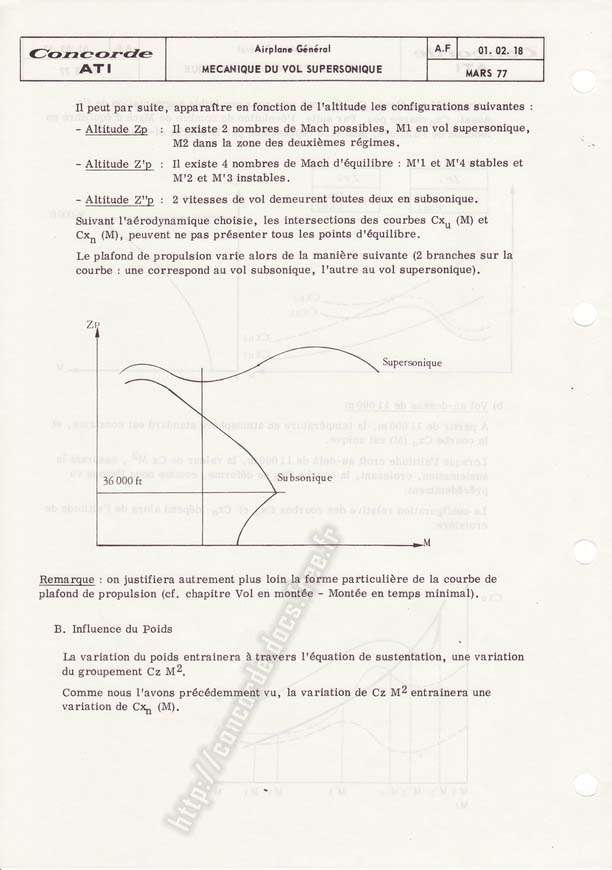 Concorde
ATI
Airplane Général
MECANIQUE DU VOL SUPERSONIQUE
A.F
01. 02. 18
MARS 77
Il peut par suite, apparaître en fonction de l'altitude les configurations suivantes :
- Altitude Zp : Il existe 2 nombres de Mach possibles, M1 en vol supersonique,
M2 dans la zone des deuxièmes régimes.
- Altitude Z'p : Il existe 4 nombres de Mach d'équilibre : M'1 et M'4 stables et
M'2 et M'3 instables.
- Altitude Z"p : 2 vitesses de vol demeurent toutes deux en subsonique.
Suivant l'aérodynamique choisie, les intersections des courbes Cxu (M) et
Cxn (M), peuvent ne pas présenter tous les points d'équilibre.
Le plafond de propulsion varie alors de la manière suivante (2 branches sur la
courbe : une correspond au vol subsonique, l'autre au vol supersonique).
Zp
Supersonique
Subsonique
36 000 ft
M
Remarque : on justifiera autrement plus loin la forme particulière de la courbe de
plafond de propulsion (cf. chapitre Vol en montée - Montée en temps minimal).
B. Influence du Poids
La variation du poids entrainera à travers l'équation de sustentation, une variation
du groupement Cz M².
Comme nous l'avons précédemment vu, la variation de Cz M² entrainera une
variation de Cxn (M).
http://concorde-docs.free.fr